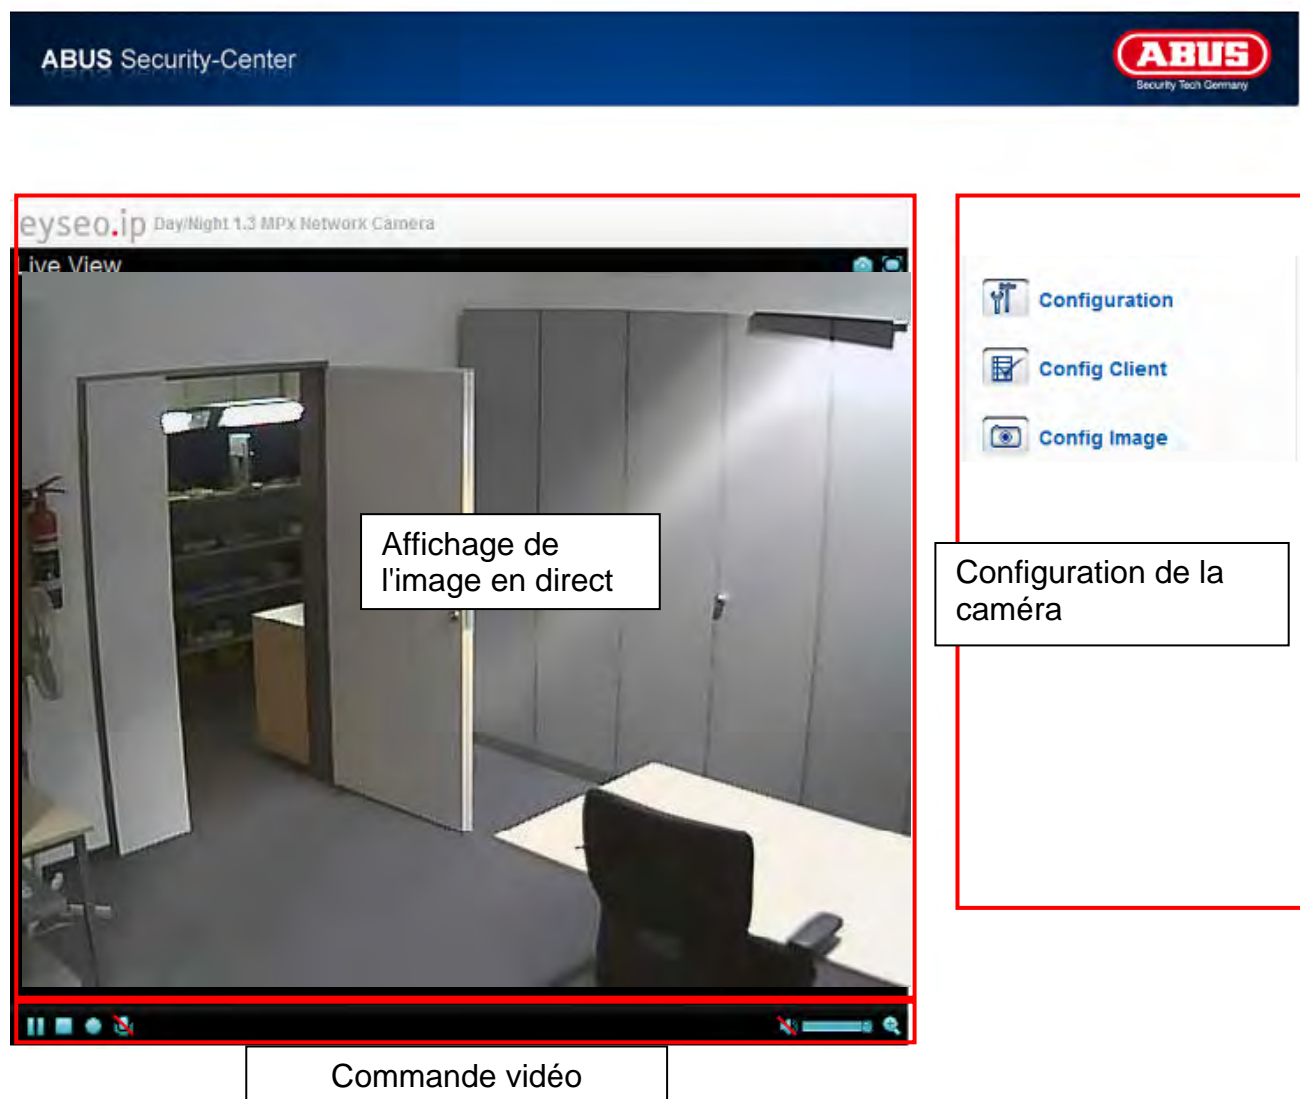 ABUS Security-Center
ABUS
Security Tech Germany
eyseo.ip Day/Night 1.3 MPx Network Camera
Live View
Configuration
Config Client
Config Image
Affichage de
l'image en direct
Configuration de la
caméra
Commande vidéo